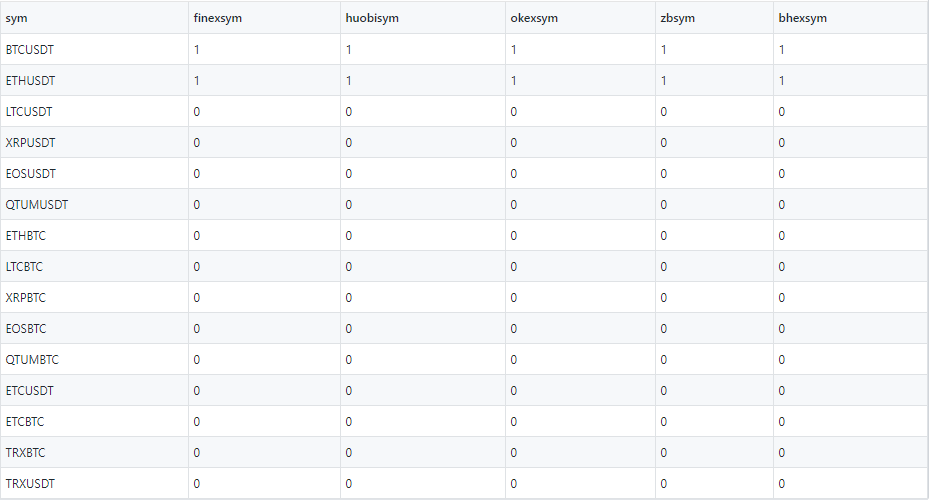 sym finexsym huobisym okexsym zbsym bhexsym
BTCUSDT 1 1 1 1 1
ETHUSDT 1 1 1 1 1
LTCUSDT 0 0 0 0 0
XRPUSDT 0 0 0 0 0
EOSUSDT 0 0 0 0 0
QTUMUSDT 0 0 0 0 0
ETHBTC 0 0 0 0 0
LTCBTC 0 0 0 0 0
XRPBTC 0 0 0 0 0
EOSBTC 0 0 0 0 0
QTUMBTC 0 0 0 0 0
ETCUSDT 0 0 0 0 0
ETCBTC 0 0 0 0 0
TRXBTC 0 0 0 0 0
TRXUSDT 0 0 0 0 0